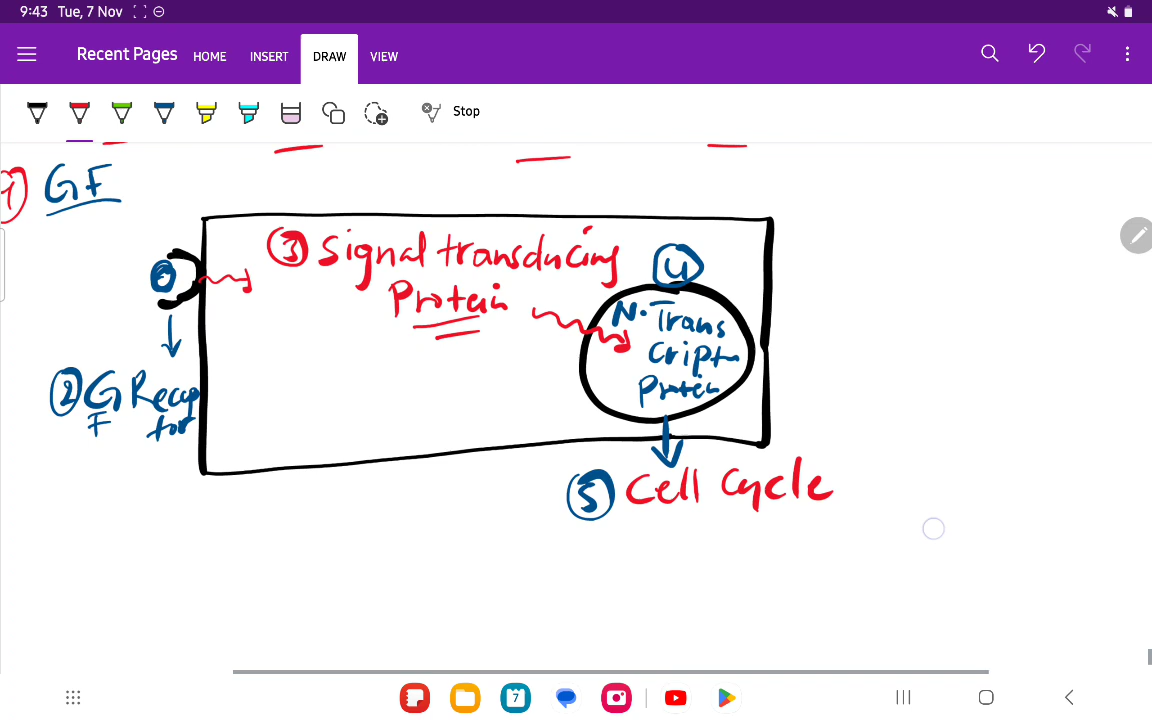 9:43 Tue, 7 Nov
Recent Pages HOME INSERT DRAW VIEW
Stop
1) GF
③ Signal transducing
Protein
④
N. Trans
Cript
Protein
② G Recep
F tor
⑤ Cell Cycle
7